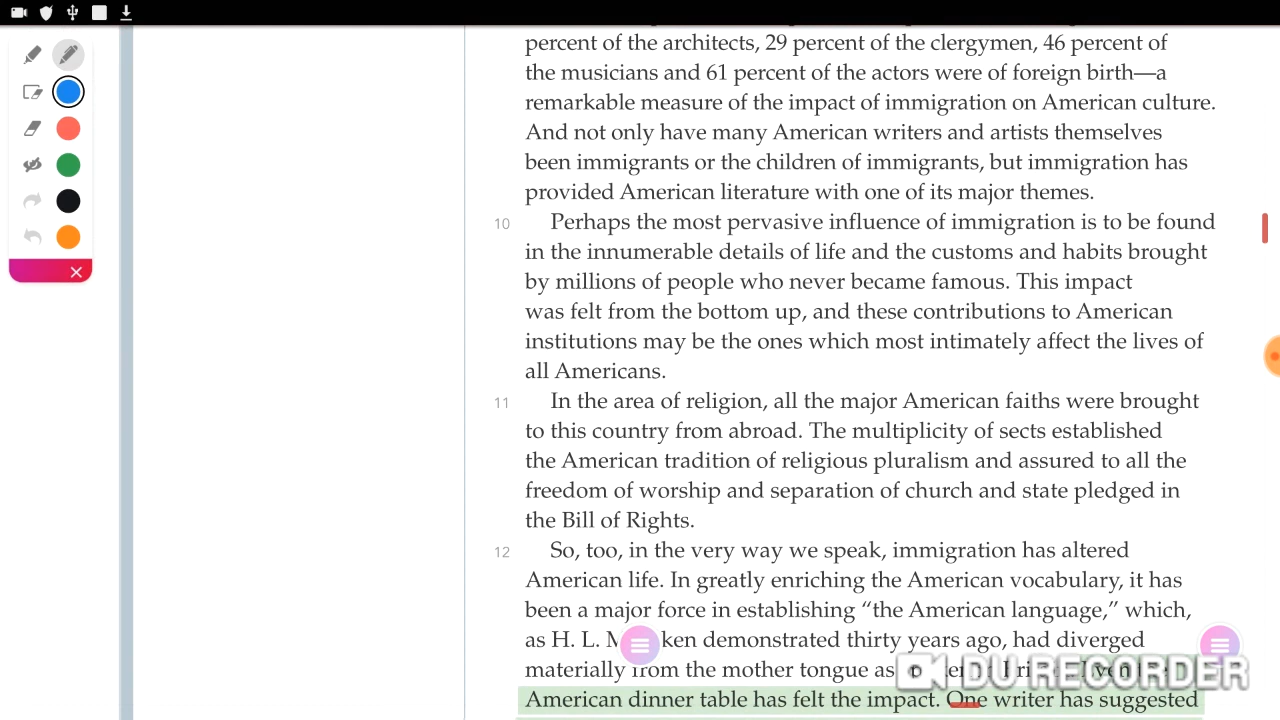 percent of the architects, 29 percent of the clergymen, 46 percent of
the musicians and 61 percent of the actors were of foreign birth—a
remarkable measure of the impact of immigration on American culture.
And not only have many American writers and artists themselves
been immigrants or the children of immigrants, but immigration has
provided American literature with one of its major themes.
10 Perhaps the most pervasive influence of immigration is to be found
in the innumerable details of life and the customs and habits brought
by millions of people who never became famous. This impact
was felt from the bottom up, and these contributions to American
institutions may be the ones which most intimately affect the lives of
all Americans.
11 In the area of religion, all the major American faiths were brought
to this country from abroad. The multiplicity of sects established
the American tradition of religious pluralism and assured to all the
freedom of worship and separation of church and state pledged in
the Bill of Rights.
12 So, too, in the very way we speak, immigration has altered
American life. In greatly enriching the American vocabulary, it has
been a major force in establishing “the American language,” which,
as H. L. demonstrated thirty years ago, had diverged
materially from the mother tongue as
DU RECORDER
American dinner table has felt the impact. One writer has suggested